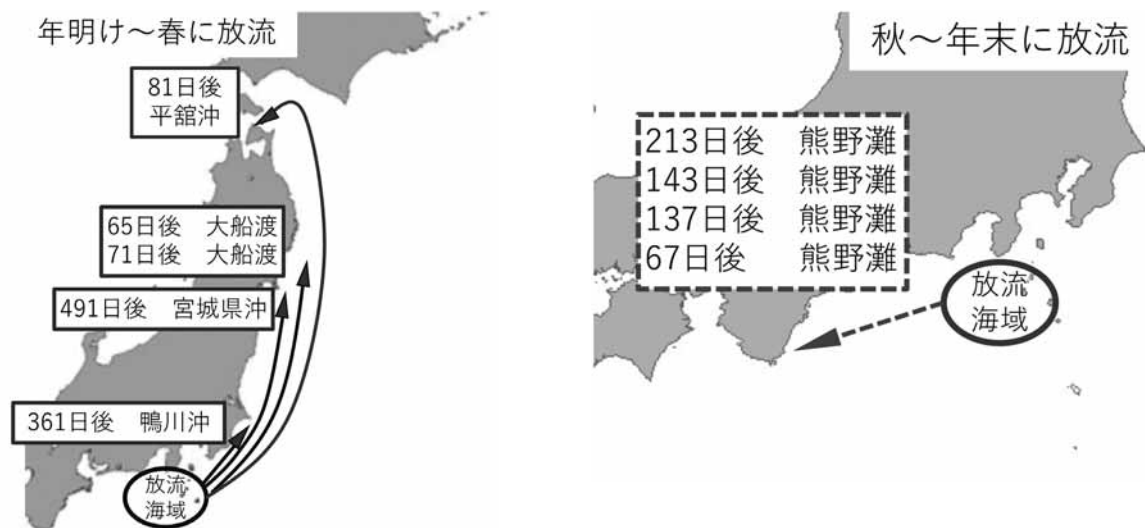 年明け～春に放流
81日後
平舘沖
65日後　大船渡
71日後　大船渡
491日後　宮城県沖
361日後　鴨川沖
放流
海域
秋～年末に放流
213日後　熊野灘
143日後　熊野灘
137日後　熊野灘
67日後　熊野灘
放流
海域